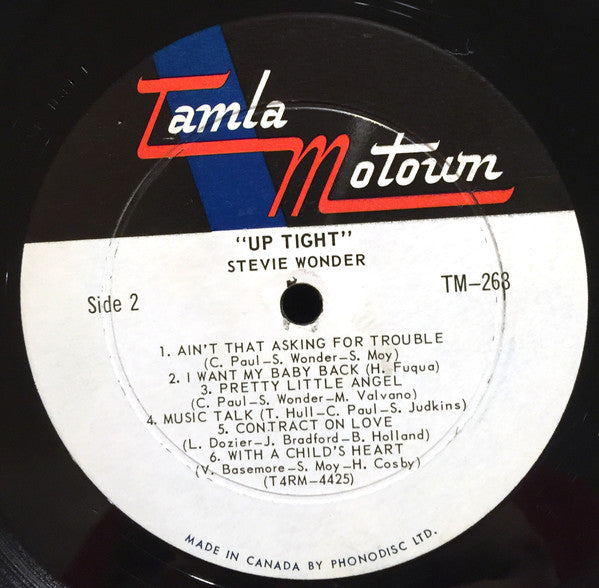 Tamla
Motown
"UP TIGHT"
STEVIE WONDER
Side 2
TM-268
1. AIN'T THAT ASKING FOR TROUBLE
(C. Paul-S. Wonder-S. Moy)
2. I WANT MY BABY BACK (H. Fuqua)
3. PRETTY LITTLE ANGEL
(C. Paul-S. Wonder-M. Valvano)
4. MUSIC TALK (T. Hull-C. Paul-S. Judkins)
5. CONTRACT ON LOVE
(L. Dozier-J. Bradford-B. Holland)
6. WITH A CHILD'S HEART
(V. Basemore-S. Moy-H. Cosby)
(T4RM-4425)
MADE IN CANADA BY PHONODISC LTD.